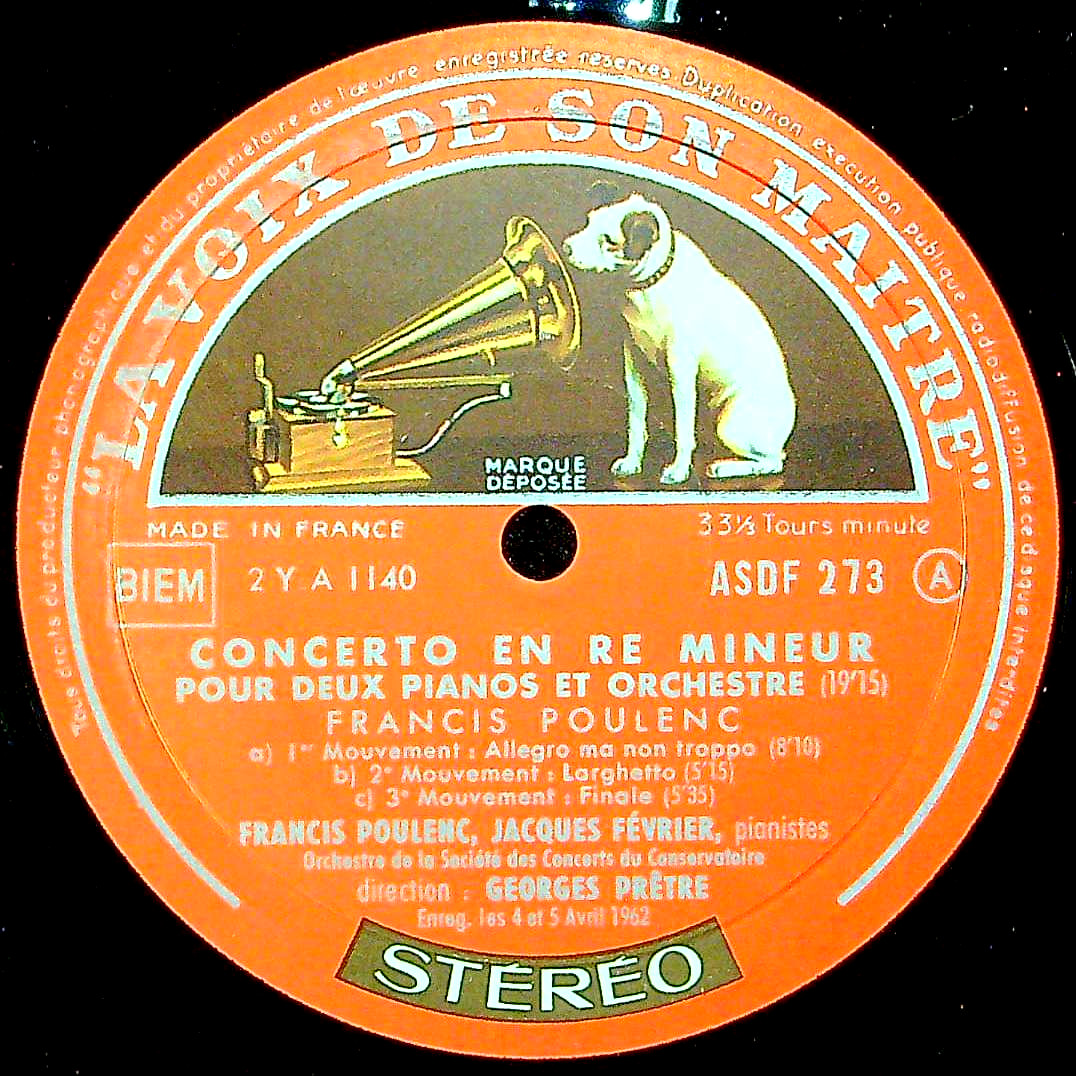 Tous droits du producteur phonographique et du propriétaire de l'œuvre enregistrée réservés. Duplication exécution publique radiodiffusion de ce disque interdites
"LA VOIX DE SON MAITRE"
MARQUE
DÉPOSÉE
MADE IN FRANCE
33⅓ Tours minute
BIEM
2 Y A 1140
ASDF 273
A
CONCERTO EN RE MINEUR
POUR DEUX PIANOS ET ORCHESTRE (19'15)
FRANCIS POULENC
a) 1er Mouvement : Allegro ma non troppo (8'10)
b) 2e Mouvement : Larghetto (5'15)
c) 3e Mouvement : Finale (5'35)
FRANCIS POULENC, JACQUES FÉVRIER, pianistes
Orchestre de la Société des Concerts du Conservatoire
direction : GEORGES PRÊTRE
Enreg. les 4 et 5 Avril 1962
STÉRÉO